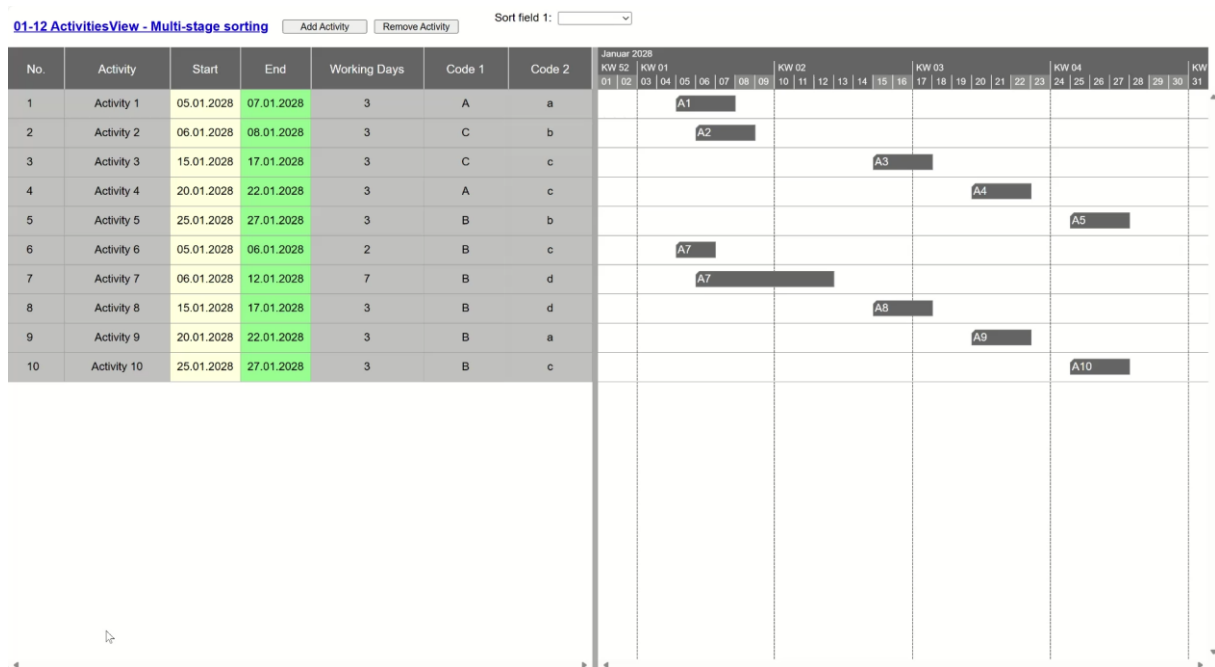 01-12 ActivitiesView - Multi-stage sorting Add Activity Remove Activity Sort field 1:
No. Activity Start End Working Days Code 1 Code 2
Januar 2028
KW 52 KW 01 KW 02 KW 03 KW 04 KW
01 02 03 04 05 06 07 08 09 10 11 12 13 14 15 16 17 18 19 20 21 22 23 24 25 26 27 28 29 30 31
1 Activity 1 05.01.2028 07.01.2028 3 A a A1
2 Activity 2 06.01.2028 08.01.2028 3 C b A2
3 Activity 3 15.01.2028 17.01.2028 3 C c A3
4 Activity 4 20.01.2028 22.01.2028 3 A c A4
5 Activity 5 25.01.2028 27.01.2028 3 B b A5
6 Activity 6 05.01.2028 06.01.2028 2 B c A7
7 Activity 7 06.01.2028 12.01.2028 7 B d A7
8 Activity 8 15.01.2028 17.01.2028 3 B d A8
9 Activity 9 20.01.2028 22.01.2028 3 B a A9
10 Activity 10 25.01.2028 27.01.2028 3 B c A10